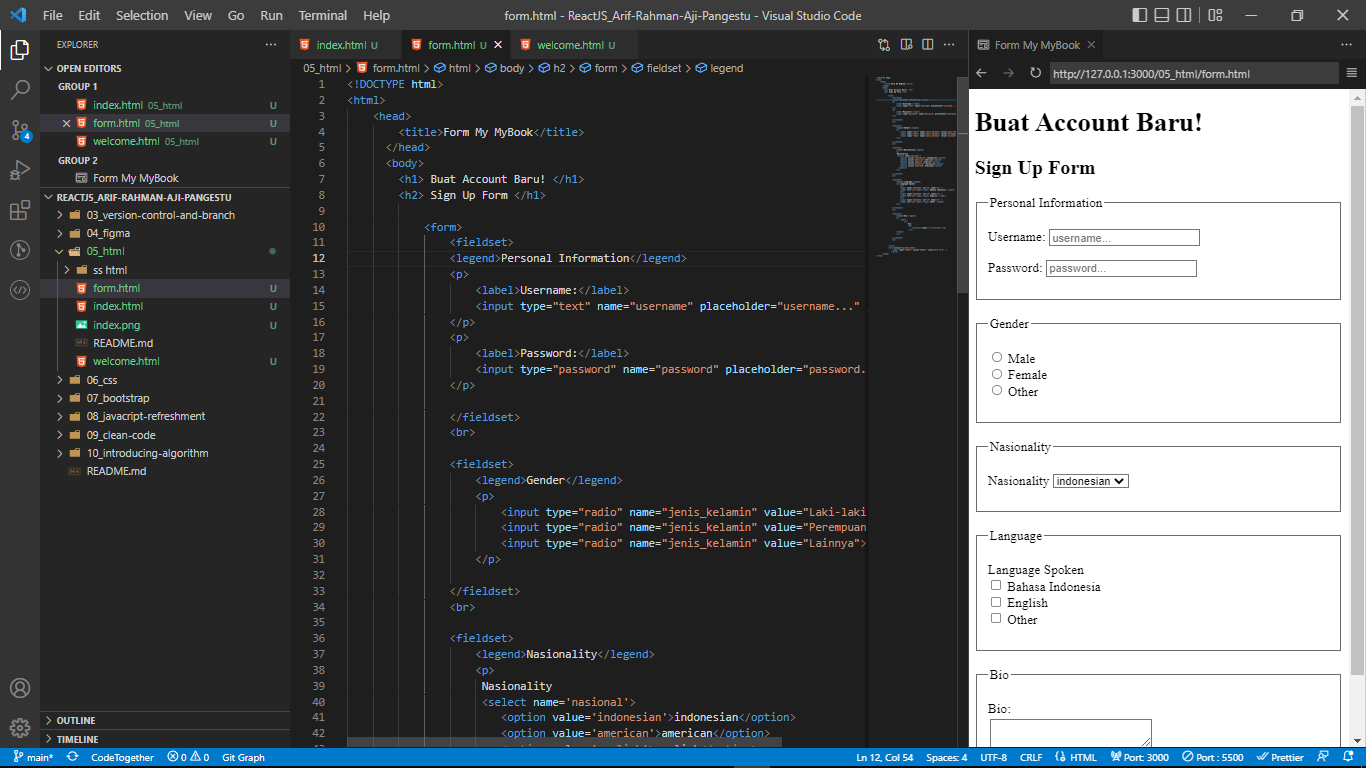 File Edit Selection View Go Run Terminal Help
form.html - ReactJS_Arif-Rahman-Aji-Pangestu - Visual Studio Code
EXPLORER
OPEN EDITORS
GROUP 1
index.html 05_html U
form.html 05_html U
welcome.html 05_html U
GROUP 2
Form My MyBook
REACTJS_ARIF-RAHMAN-AJI-PANGESTU
03_version-control-and-branch
04_figma
05_html
ss html
form.html U
index.html U
index.png U
README.md
welcome.html U
06_css
07_bootstrap
08_javacript-refreshment
09_clean-code
10_introducing-algorithm
README.md
OUTLINE
TIMELINE
4
index.html U form.html U welcome.html U
05_html > form.html > html > body > h2 > form > fieldset > legend
1 <!DOCTYPE html>
2 <html>
3 <head>
4 <title>Form My MyBook</title>
5 </head>
6 <body>
7 <h1> Buat Account Baru! </h1>
8 <h2> Sign Up Form </h1>
9
10 <form>
11 <fieldset>
12 <legend>Personal Information</legend>
13 <p>
14 <label>Username:</label>
15 <input type="text" name="username" placeholder="username..."
16 </p>
17 <p>
18 <label>Password:</label>
19 <input type="password" name="password" placeholder="password.
20 </p>
21
22 </fieldset>
23 <br>
24
25 <fieldset>
26 <legend>Gender</legend>
27 <p>
28 <input type="radio" name="jenis_kelamin" value="Laki-laki
29 <input type="radio" name="jenis_kelamin" value="Perempuan
30 <input type="radio" name="jenis_kelamin" value="Lainnya">
31 </p>
32
33 </fieldset>
34 <br>
35
36 <fieldset>
37 <legend>Nasionality</legend>
38 <p>
39 Nasionality
40 <select name='nasional'>
41 <option value='indonesian'>indonesian</option>
42 <option value='american'>american</option>
Form My MyBook
http://127.0.0.1:3000/05_html/form.html
Buat Account Baru!
Sign Up Form
Personal Information
Username: username...
Password: password...
Gender
Male
Female
Other
Nasionality
Nasionality indonesian
Language
Language Spoken
Bahasa Indonesia
English
Other
Bio
Bio:
main* CodeTogether 0 0 Git Graph
Ln 12, Col 54 Spaces: 4 UTF-8 CRLF HTML Port: 3000 Port : 5500 Prettier